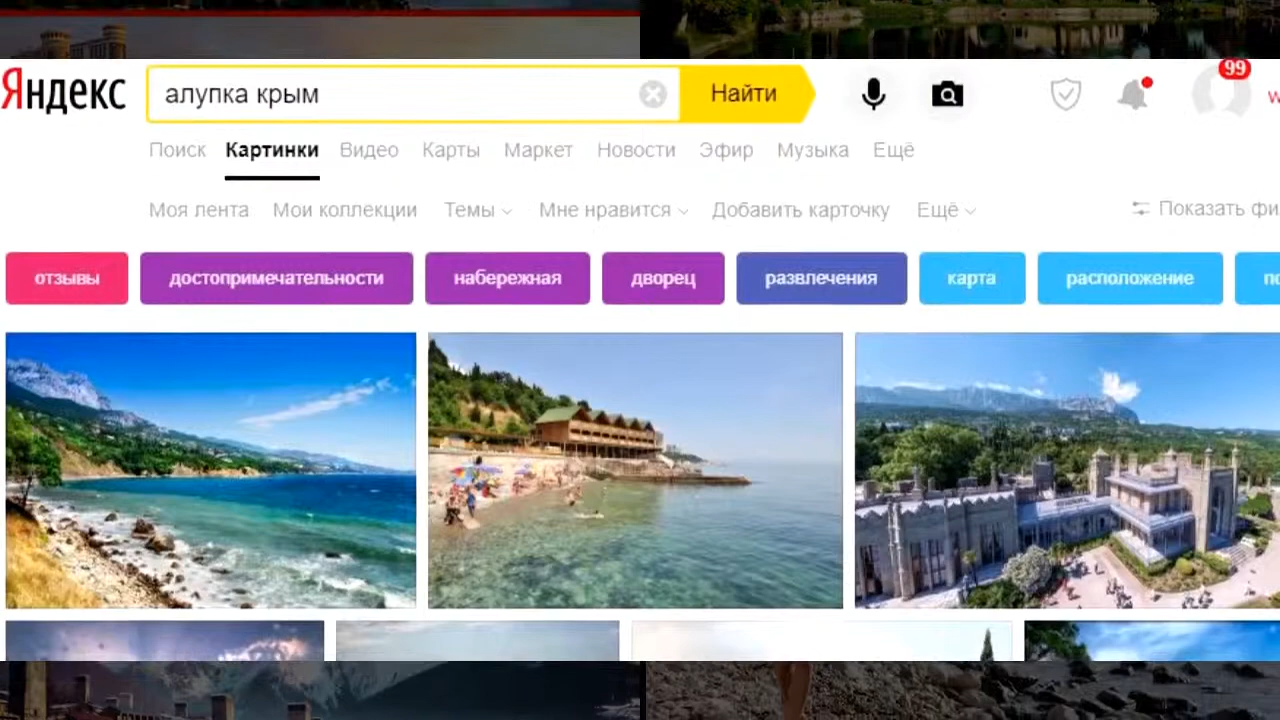 Яндекс алупка крым Найти 99
Поиск Картинки Видео Карты Маркет Новости Эфир Музыка Ещё
Моя лента Мои коллекции Темы Мне нравится Добавить карточку Ещё Показать
отзывы достопримечательности набережная дворец развлечения карта расположение